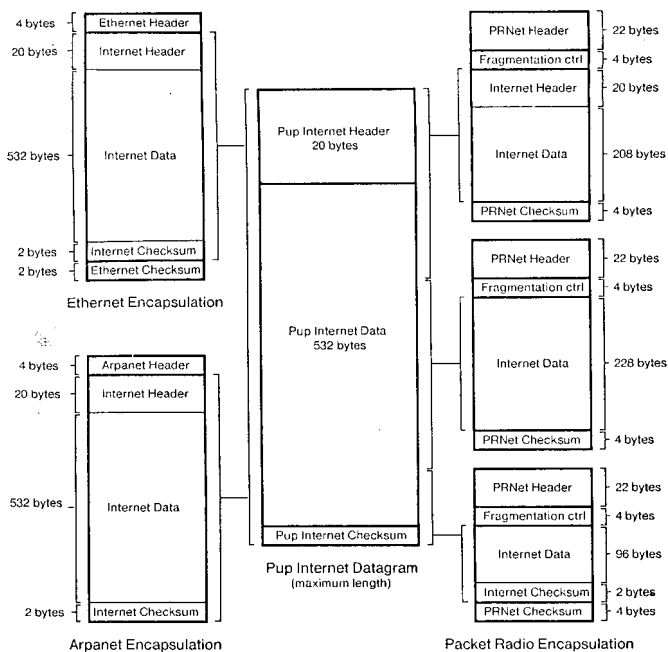 4 bytes
Ethernet Header
20 bytes
Internet Header
532 bytes
Internet Data
2 bytes
Internet Checksum
2 bytes
Ethernet Checksum
Ethernet Encapsulation
4 bytes
Arpanet Header
20 bytes
Internet Header
532 bytes
Internet Data
2 bytes
Internet Checksum
Arpanet Encapsulation
Pup Internet Header
20 bytes
Pup Internet Data
532 bytes
Pup Internet Checksum
Pup Internet Datagram
(maximum length)
PRNet Header
22 bytes
Fragmentation ctrl
4 bytes
Internet Header
20 bytes
Internet Data
208 bytes
PRNet Checksum
4 bytes
PRNet Header
22 bytes
Fragmentation ctrl
4 bytes
Internet Data
228 bytes
PRNet Checksum
4 bytes
PRNet Header
22 bytes
Fragmentation ctrl
4 bytes
Internet Data
96 bytes
Internet Checksum
2 bytes
PRNet Checksum
4 bytes
Packet Radio Encapsulation